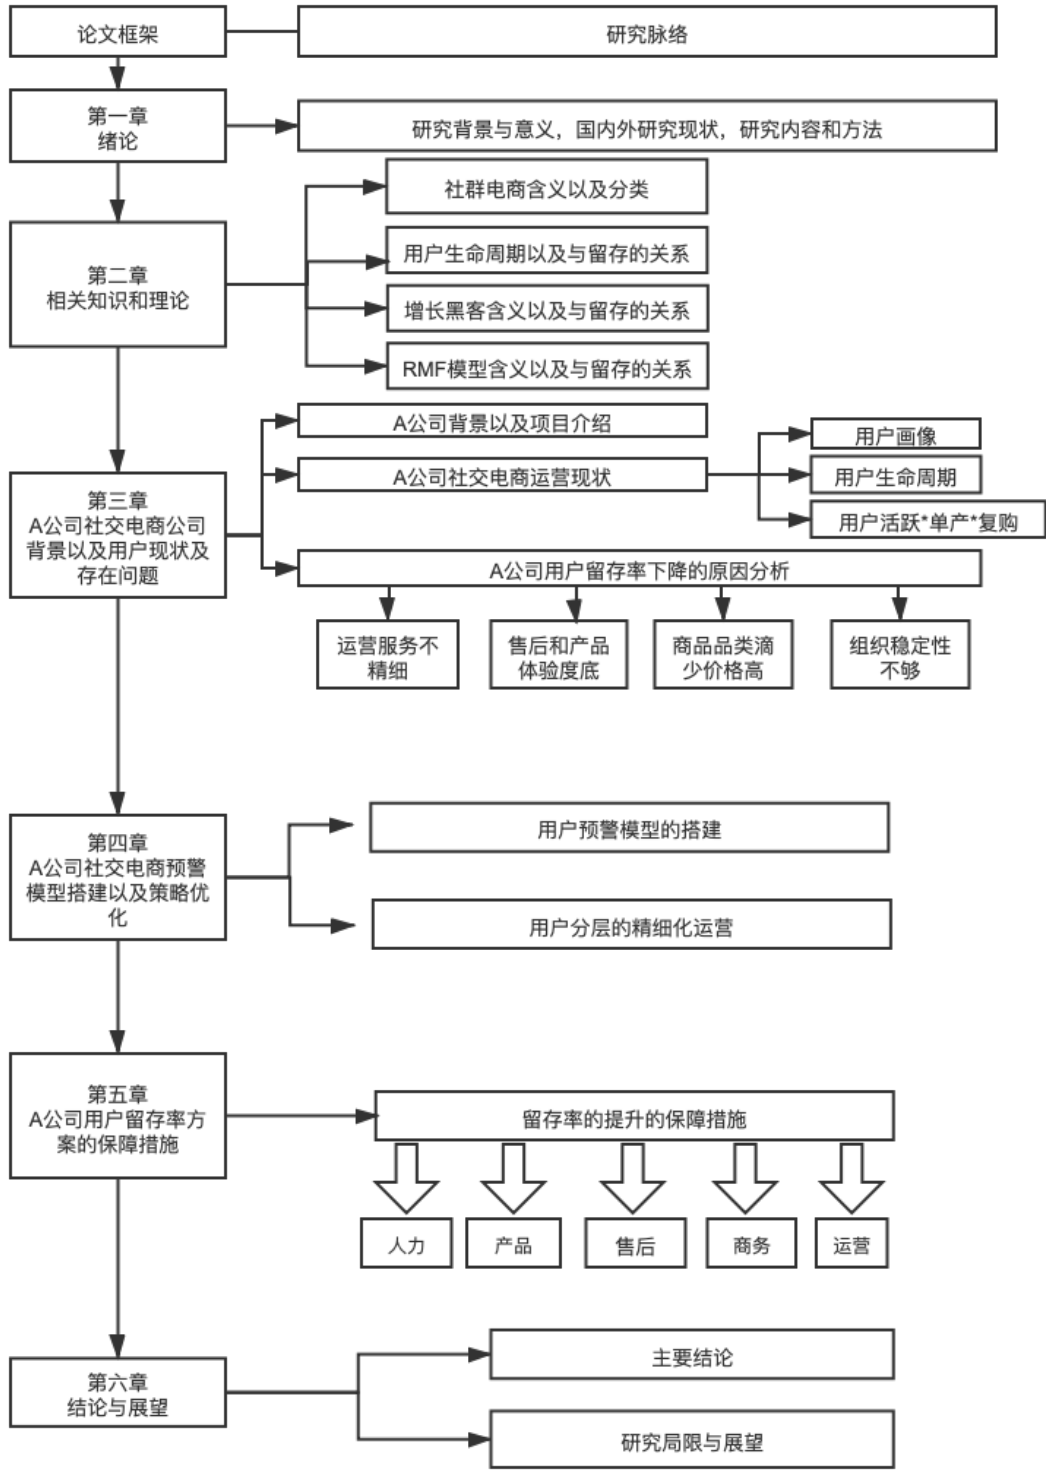 论文框架
研究脉络
第一章
绪论
研究背景与意义，国内外研究现状，研究内容和方法
第二章
相关知识和理论
社群电商含义以及分类
用户生命周期以及与留存的关系
增长黑客含义以及与留存的关系
RMF模型含义以及与留存的关系
第三章
A公司社交电商公司
背景以及用户现状及
存在问题
A公司背景以及项目介绍
A公司社交电商运营现状
用户画像
用户生命周期
用户活跃*单产*复购
A公司用户留存率下降的原因分析
运营服务不
精细
售后和产品
体验度底
商品品类滴
少价格高
组织稳定性
不够
第四章
A公司社交电商预警
模型搭建以及策略优
化
用户预警模型的搭建
用户分层的精细化运营
第五章
A公司用户留存率方
案的保障措施
留存率的提升的保障措施
人力
产品
售后
商务
运营
第六章
结论与展望
主要结论
研究局限与展望